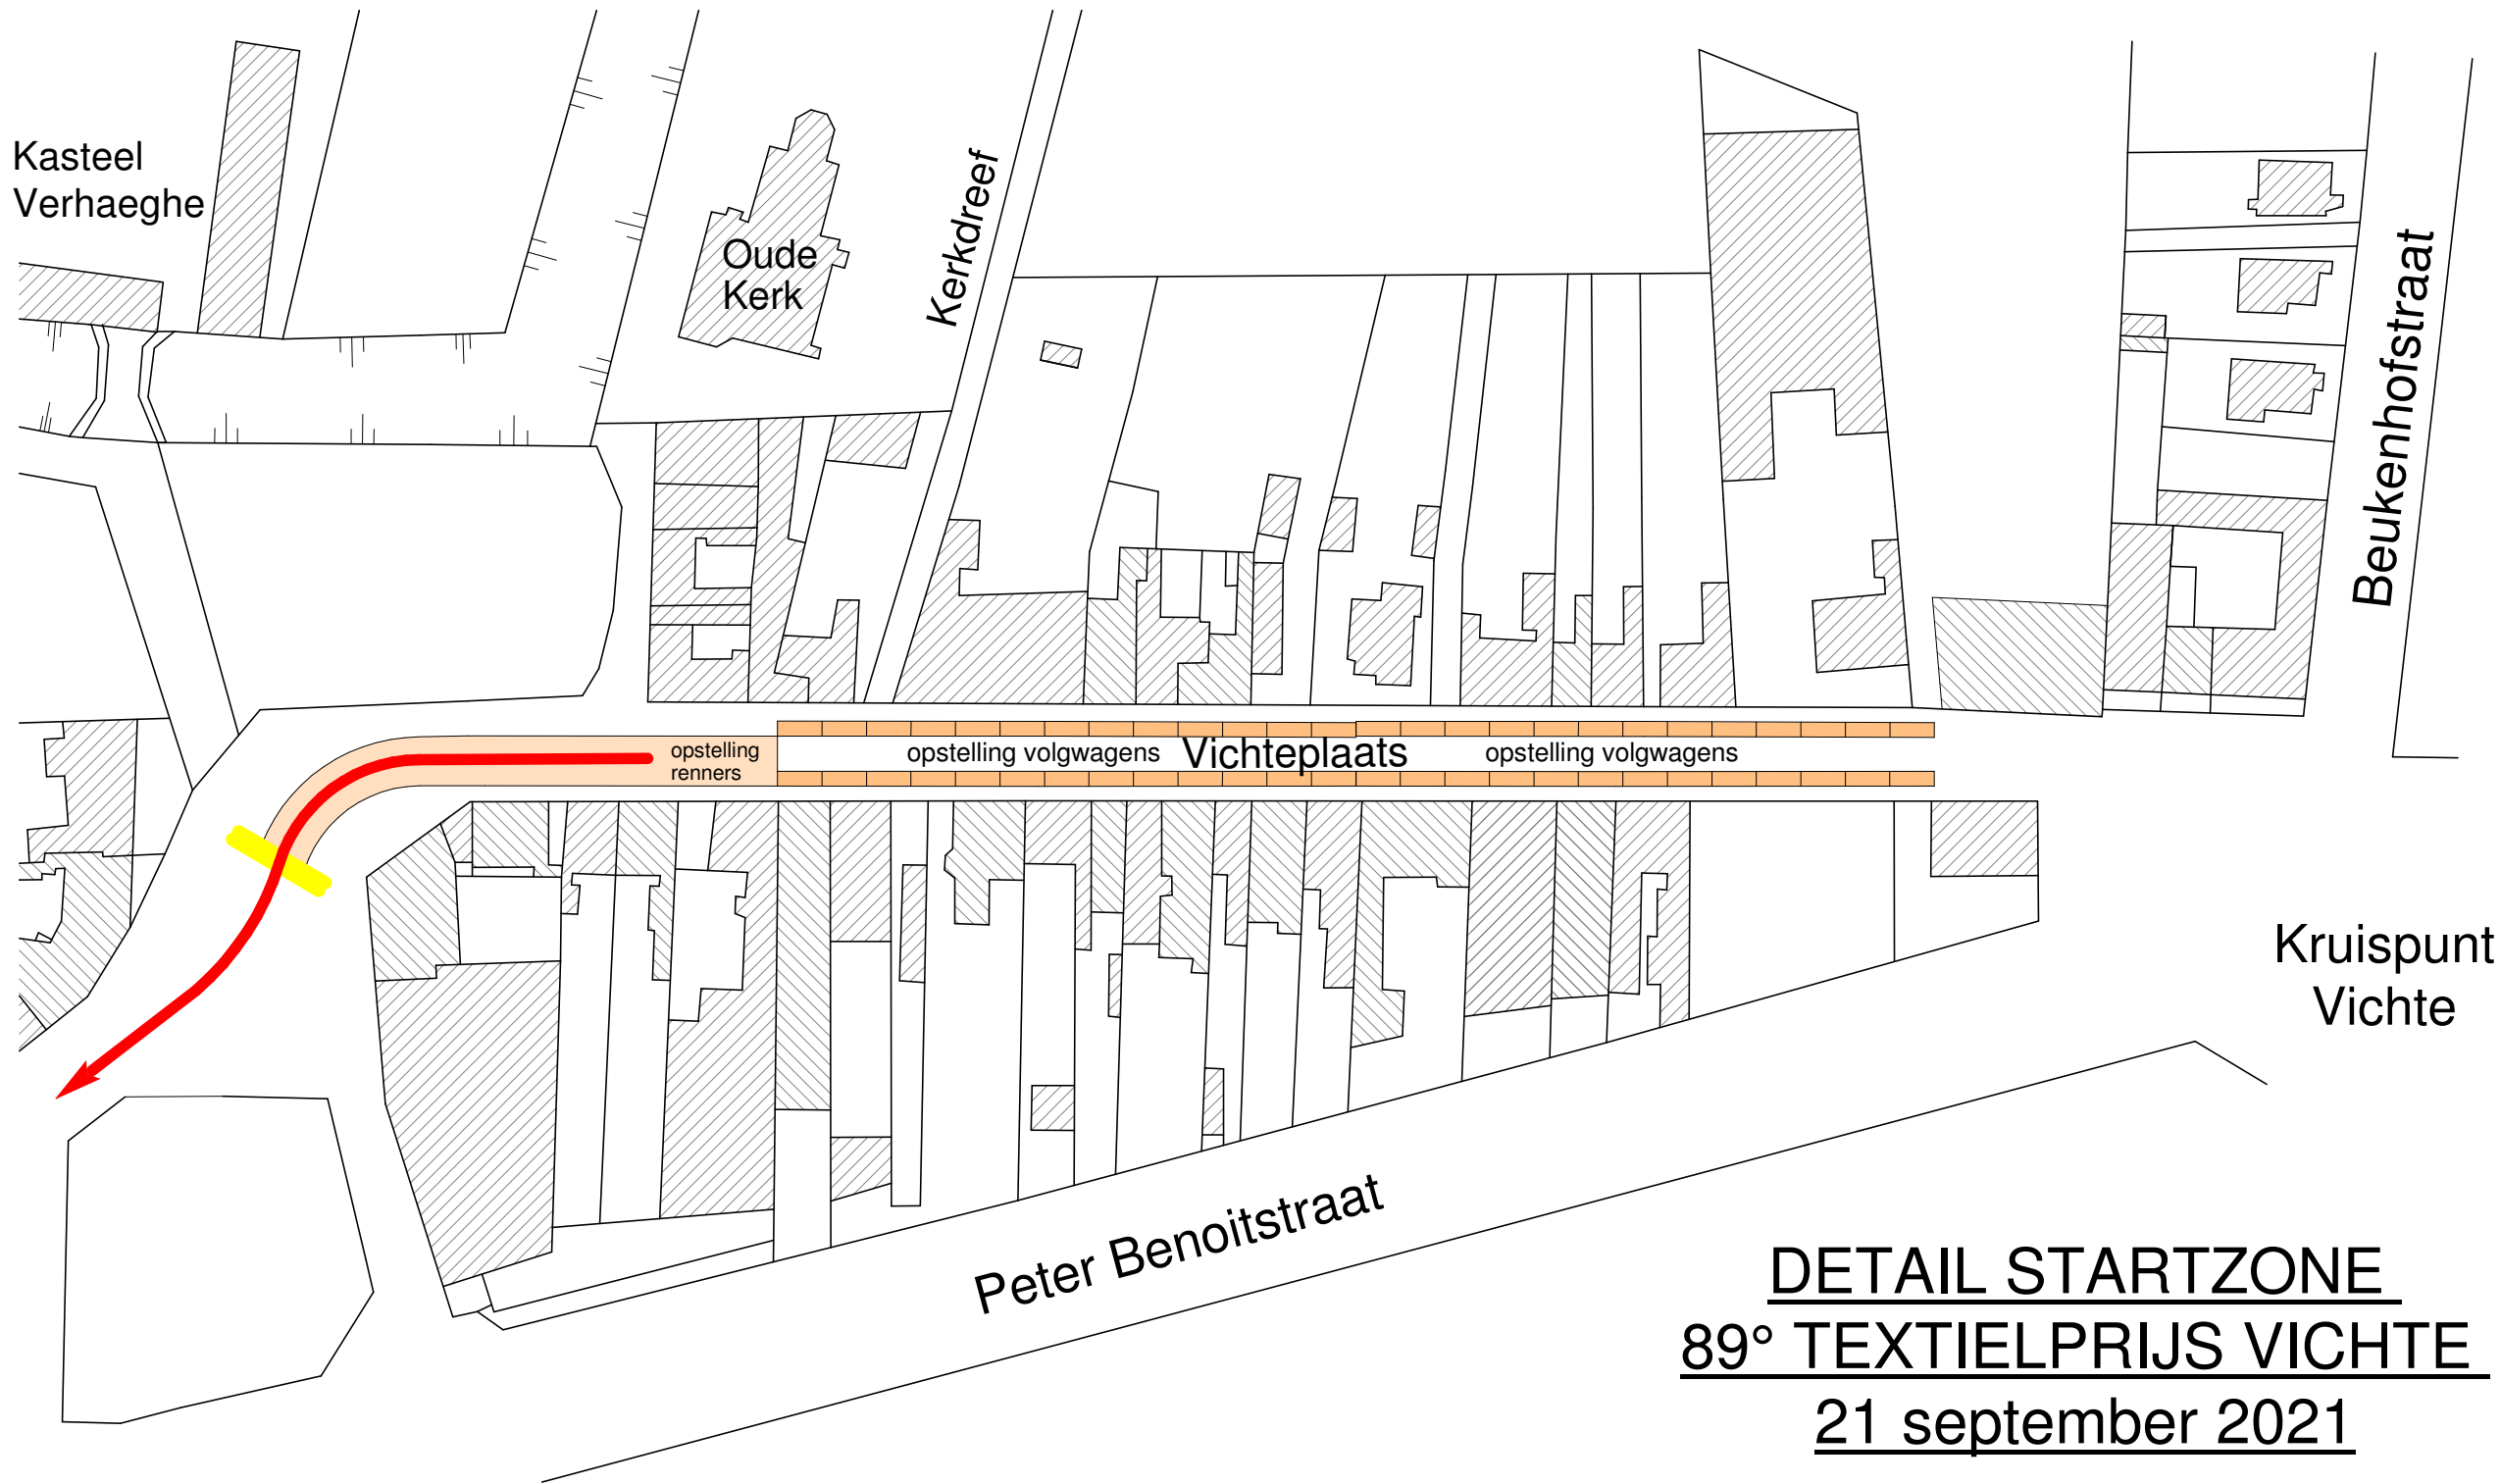 Kasteel
Verhaeghe
Oude
Kerk
Kerkdreef
Beukenhofstraat
opstelling
renners
opstelling volgwagens
Vichteplaats
opstelling volgwagens
Kruispunt
Vichte
Peter Benoitstraat
DETAIL STARTZONE
89° TEXTIELPRIJS VICHTE
21 september 2021